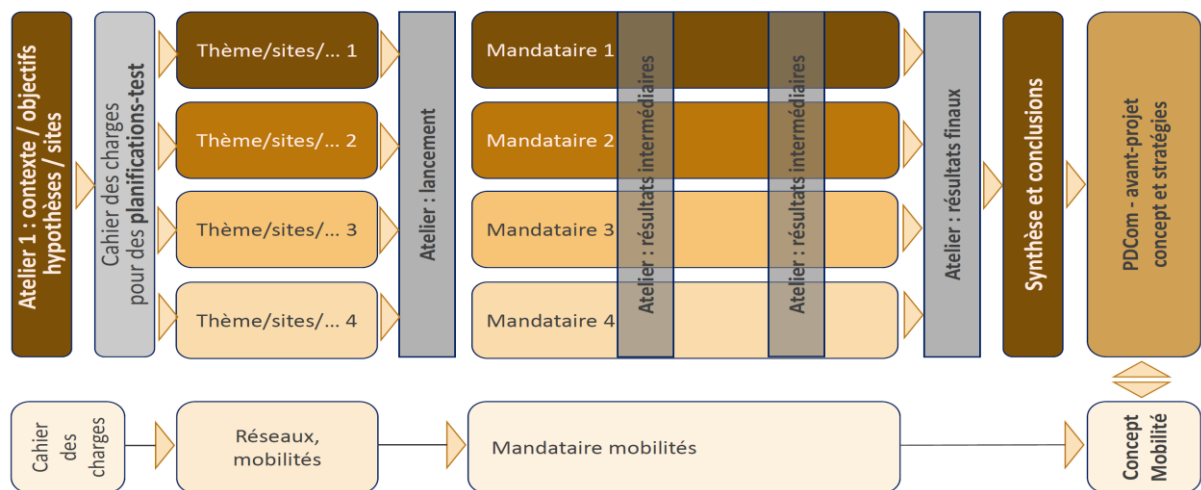 Atelier 1 : contexte / objectifs
hypothèses / sites
Cahier des charges
pour des planifications-test
Thème/sites/... 1
Thème/sites/... 2
Thème/sites/... 3
Thème/sites/... 4
Atelier : lancement
Mandataire 1
Mandataire 2
Mandataire 3
Mandataire 4
Atelier : résultats intermédiaires
Atelier : résultats intermédiaires
Atelier : résultats finaux
Synthèse et conclusions
PDCom - avant-projet
concept et stratégies
Cahier
des
charges
Réseaux,
mobilités
Mandataire mobilités
Concept
Mobilité